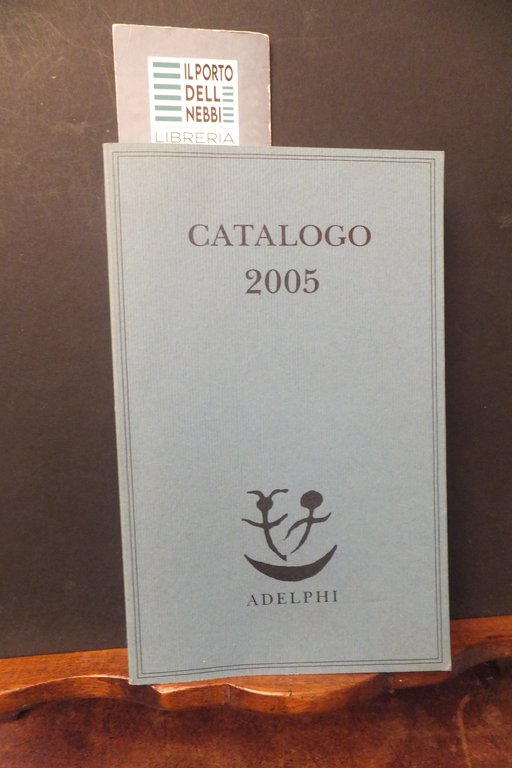 IL PORTO
DELL
NEBBI
LIBRERIA
CATALOGO
2005
ADELPHI